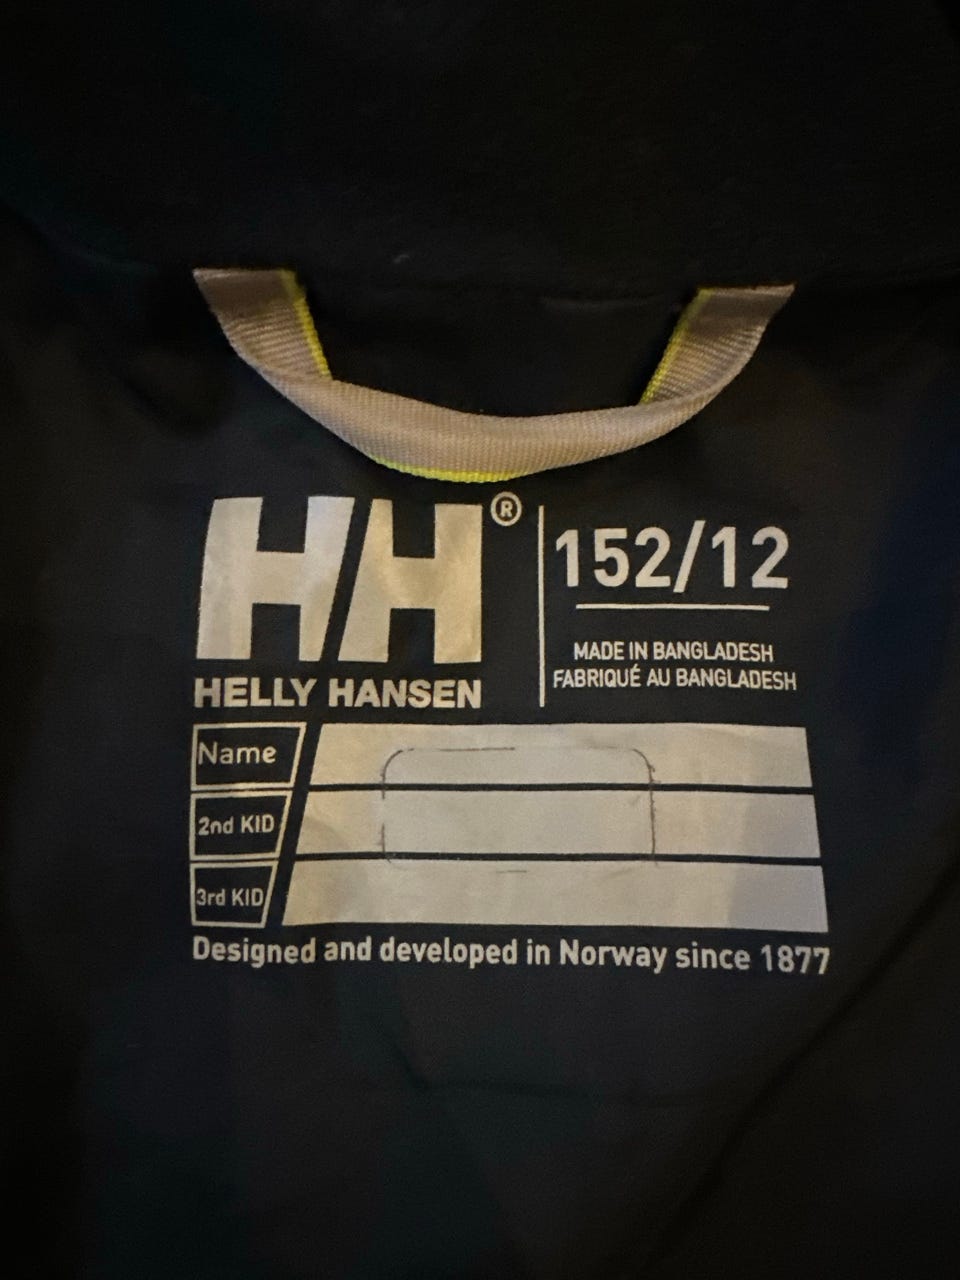 HH®
HELLY HANSEN
152/12
MADE IN BANGLADESH
FABRIQUÉ AU BANGLADESH
Name
2nd KID
3rd KID
Designed and developed in Norway since 1877